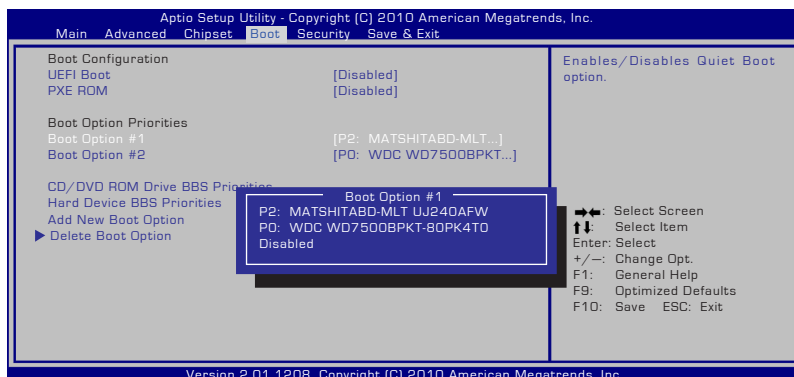 Aptio Setup Utility - Copyright (C) 2010 American Megatrends, Inc.
Main Advanced Chipset Boot Security Save & Exit
Boot Configuration
UEFI Boot [Disabled]
PXE ROM [Disabled]
Boot Option Priorities
Boot Option #1 [P2: MATSHITABD-MLT...]
Boot Option #2 [P0: WDC WD7500BPKT...]
CD/DVD ROM Drive BBS Priorities
Hard Device BBS Priorities
Add New Boot Option
Delete Boot Option
Boot Option #1
P2: MATSHITABD-MLT UJ240AFW
P0: WDC WD7500BPKT-80PK4T0
Disabled
Enables/Disables Quiet Boot
option.
→←: Select Screen
↑↓: Select Item
Enter: Select
+/—: Change Opt.
F1: General Help
F9: Optimized Defaults
F10: Save ESC: Exit
Version 2.01.1208. Copyright (C) 2010 American Megatrends, Inc.